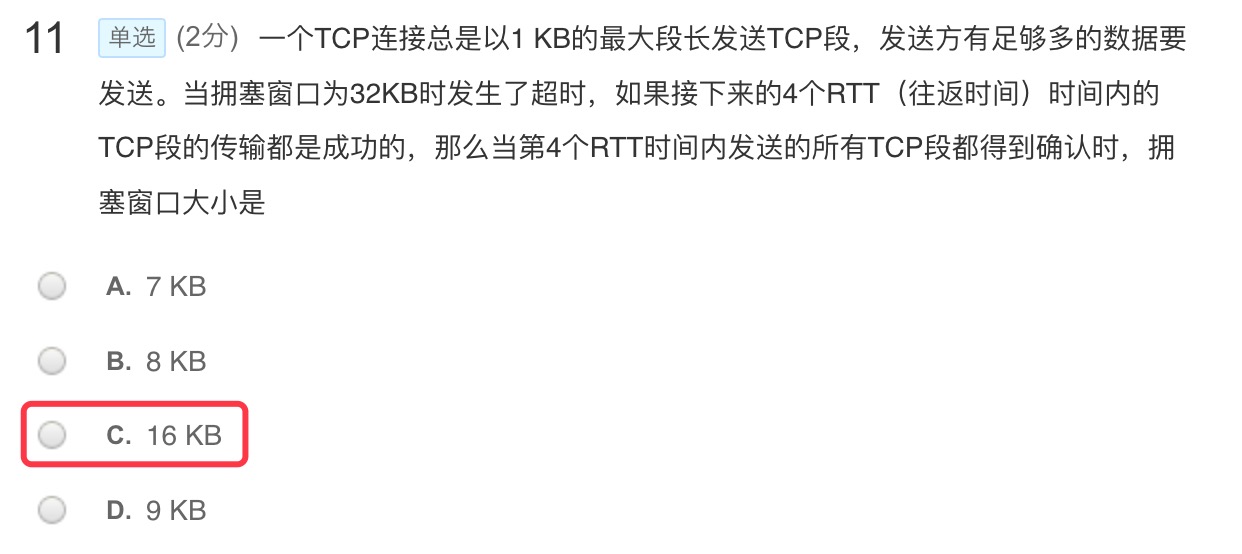 11 单选 (2分) 一个TCP连接总是以1 KB的最大段长发送TCP段，发送方有足够多的数据要
发送。当拥塞窗口为32KB时发生了超时，如果接下来的4个RTT（往返时间）时间内的
TCP段的传输都是成功的，那么当第4个RTT时间内发送的所有TCP段都得到确认时，拥
塞窗口大小是
A. 7 KB
B. 8 KB
C. 16 KB
D. 9 KB